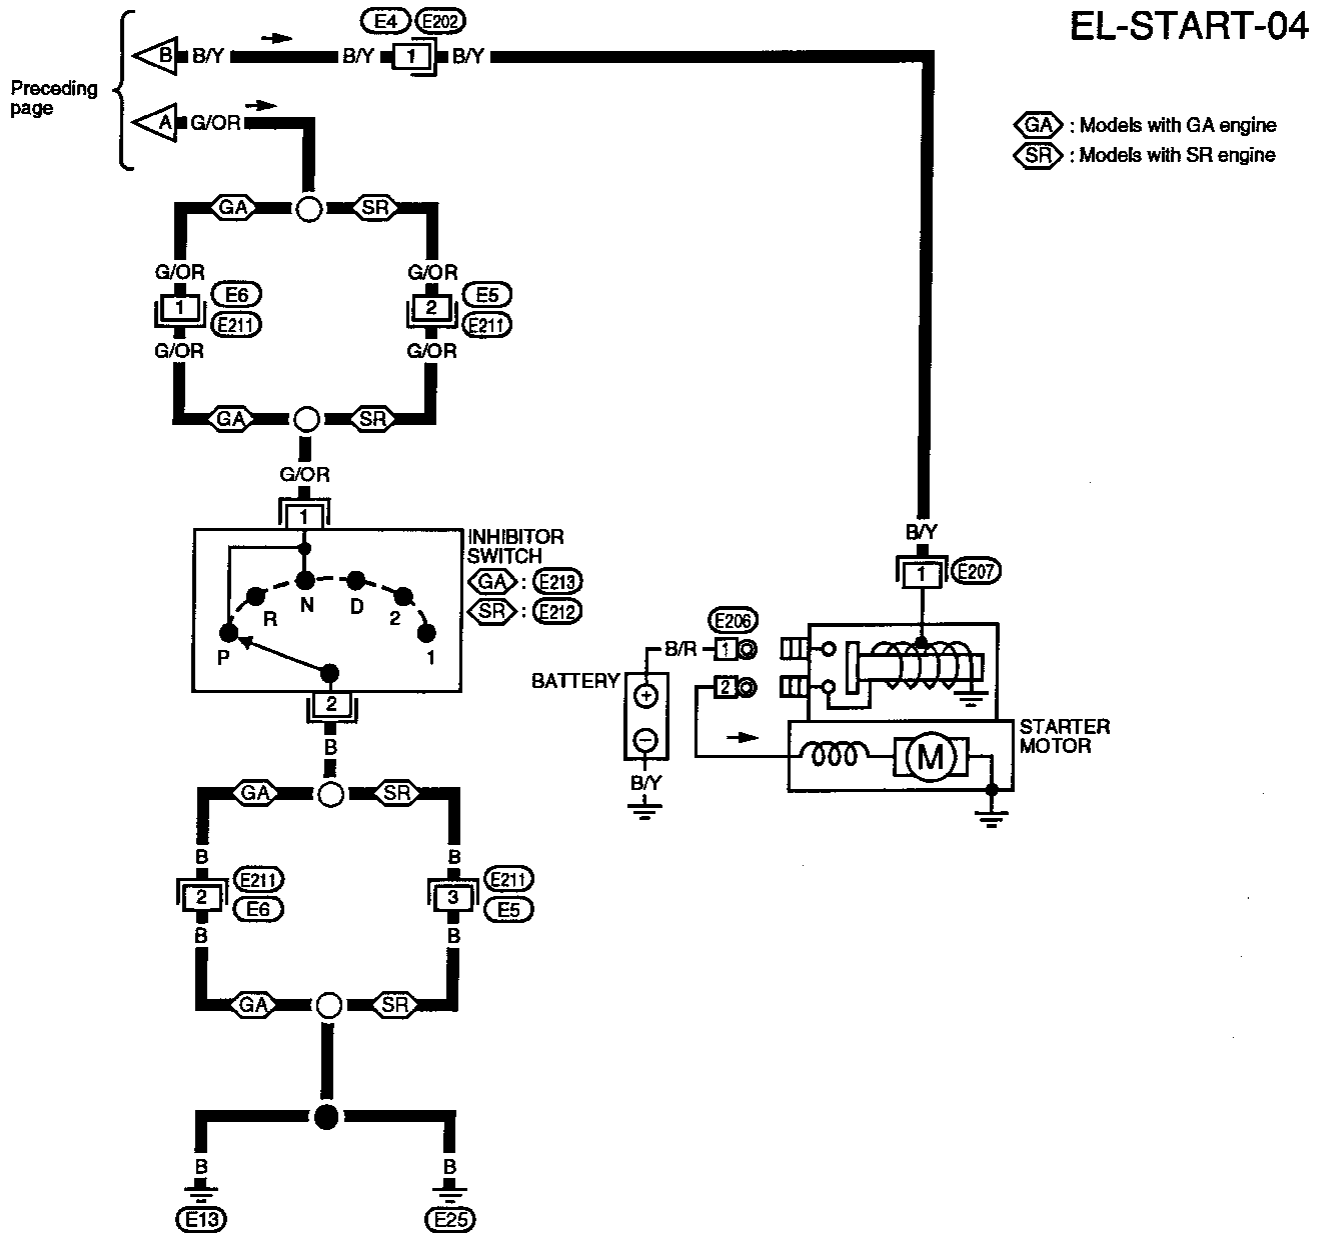 EL-START-04
E4 E202
B B/Y B/Y 1 B/Y
Preceding
page
A G/OR
GA : Models with GA engine
SR : Models with SR engine
GA SR
G/OR G/OR
1 E6 2 E5
E211 E211
G/OR G/OR
GA SR
G/OR
1
INHIBITOR
SWITCH
GA : E213
SR : E212
P R N D 2 1
2
B
B/Y
1 E207
E206
B/R 1
BATTERY
+
2
−
B/Y
M
STARTER
MOTOR
GA SR
B B
2 E211 3 E211
E6 E5
B B
GA SR
B B
E13 E25